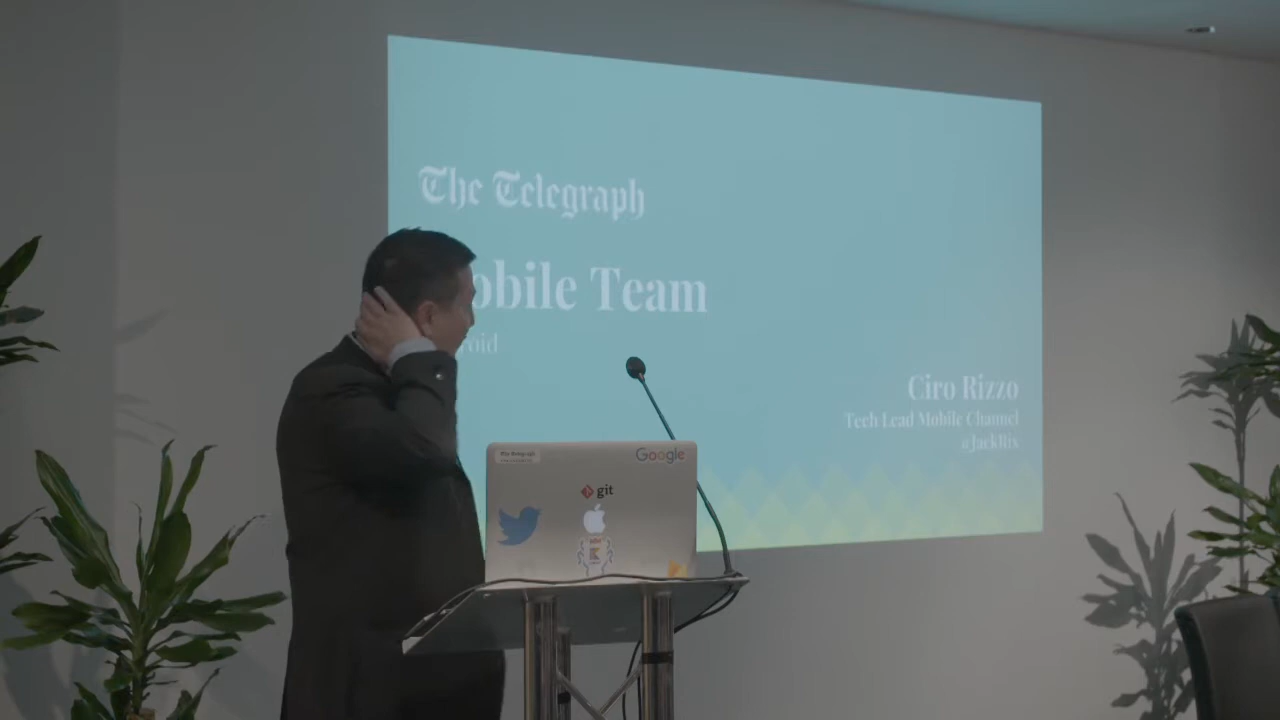 The Telegraph
obile Team
roid
Ciro Rizzo
Tech Lead Mobile Channel
@JackRix
Google
git